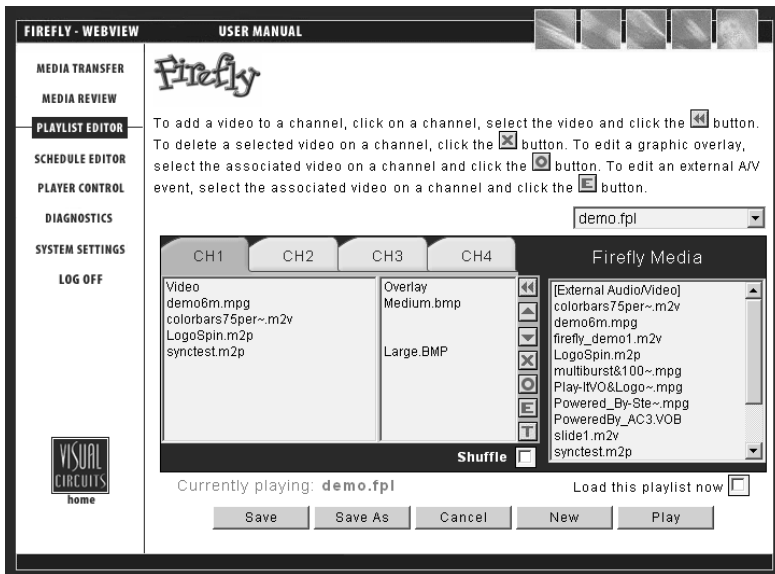 FIREFLY - WEBVIEW USER MANUAL
MEDIA TRANSFER
MEDIA REVIEW
PLAYLIST EDITOR
SCHEDULE EDITOR
PLAYER CONTROL
DIAGNOSTICS
SYSTEM SETTINGS
LOG OFF
VISUAL
CIRCUITS
home
Firefly
To add a video to a channel, click on a channel, select the video and click the button.
To delete a selected video on a channel, click the X button. To edit a graphic overlay,
select the associated video on a channel and click the O button. To edit an external A/V
event, select the associated video on a channel and click the E button.
demo.fpl
CH1 CH2 CH3 CH4
Video
demo6m.mpg
colorbars75per~.m2v
LogoSpin.m2p
synctest.m2p
Overlay
Medium.bmp
Large.BMP
X
O
E
T
Shuffle
Firefly Media
[External Audio/Video]
colorbars75per~.m2v
demo6m.mpg
firefly_demo1.m2v
LogoSpin.m2p
multiburst&100~.mpg
Play-ItVO&Logo~.mpg
Powered_By-Ste~.mpg
PoweredBy_AC3.VOB
slide1.m2v
synctest.m2p
Currently playing: demo.fpl
Load this playlist now
Save Save As Cancel New Play